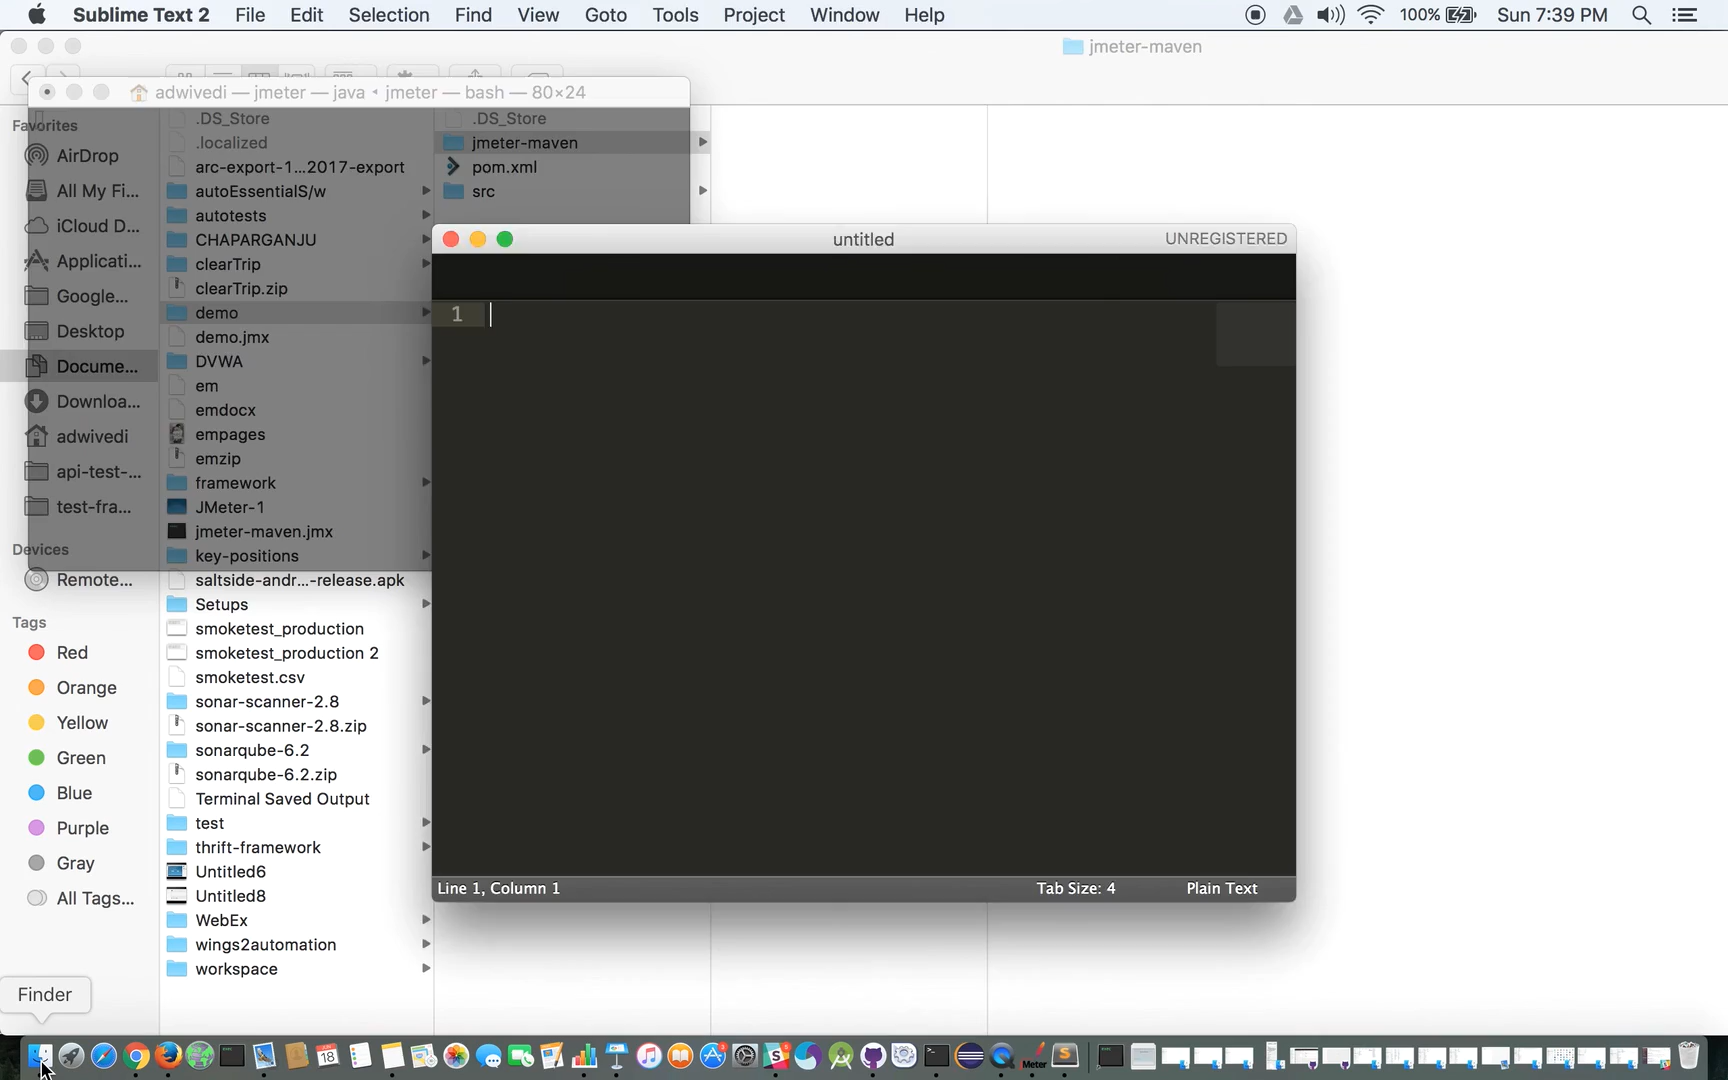 Sublime Text 2 File Edit Selection Find View Goto Tools Project Window Help 100% Sun 7:39 PM
jmeter-maven
adwivedi — jmeter — java ‹ jmeter — bash — 80×24
Favorites
AirDrop
All My Fi...
iCloud D...
Applicati...
Google...
Desktop
Docume...
Downloa...
adwivedi
api-test-...
test-fra...
Devices
Remote...
Tags
Red
Orange
Yellow
Green
Blue
Purple
Gray
All Tags...
.DS_Store
.localized
arc-export-1...2017-export
autoEssentialS/w
autotests
CHAPARGANJU
clearTrip
clearTrip.zip
demo
demo.jmx
DVWA
em
emdocx
empages
emzip
framework
JMeter-1
jmeter-maven.jmx
key-positions
saltside-andr...-release.apk
Setups
smoketest_production
smoketest_production 2
smoketest.csv
sonar-scanner-2.8
sonar-scanner-2.8.zip
sonarqube-6.2
sonarqube-6.2.zip
Terminal Saved Output
test
thrift-framework
Untitled6
Untitled8
WebEx
wings2automation
workspace
.DS_Store
jmeter-maven
pom.xml
src
untitled UNREGISTERED
1
Line 1, Column 1 Tab Size: 4 Plain Text
Finder
JUN
18
Meter